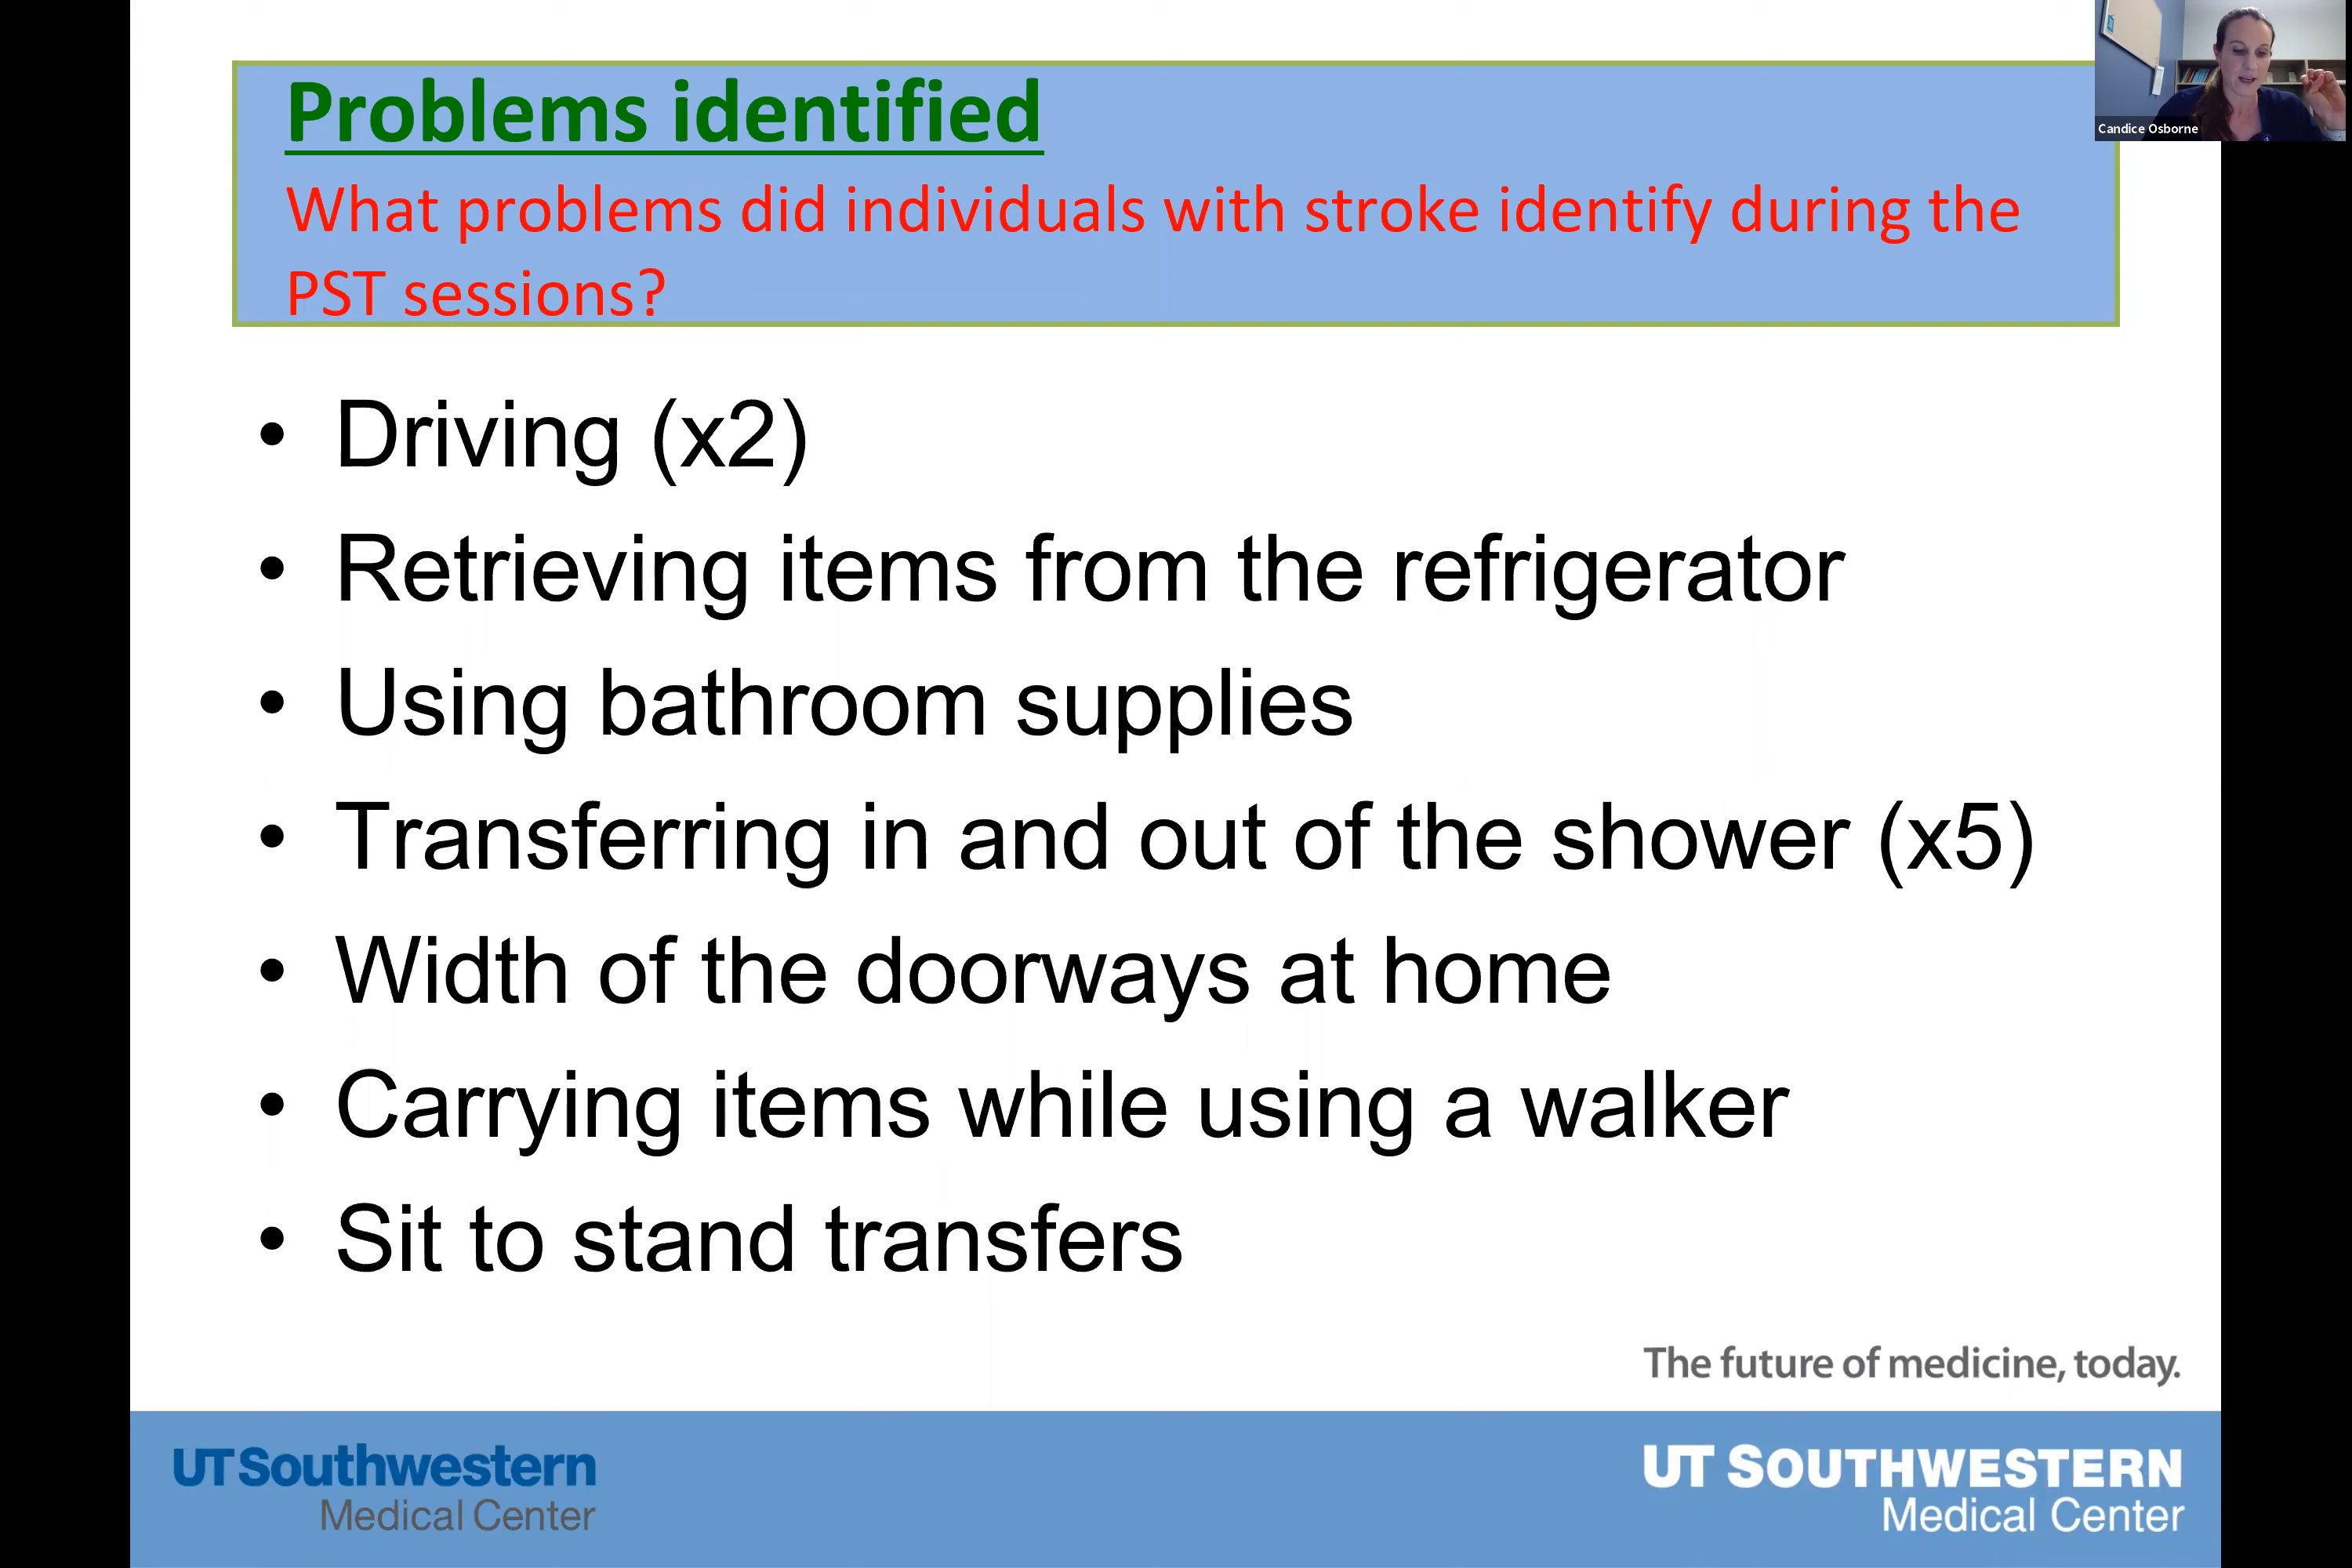 Problems identified
What problems did individuals with stroke identify during the
PST sessions?
Candice Osborne
• Driving (x2)
• Retrieving items from the refrigerator
• Using bathroom supplies
• Transferring in and out of the shower (x5)
• Width of the doorways at home
• Carrying items while using a walker
• Sit to stand transfers
The future of medicine, today.
UT Southwestern
Medical Center
UT SOUTHWESTERN
Medical Center